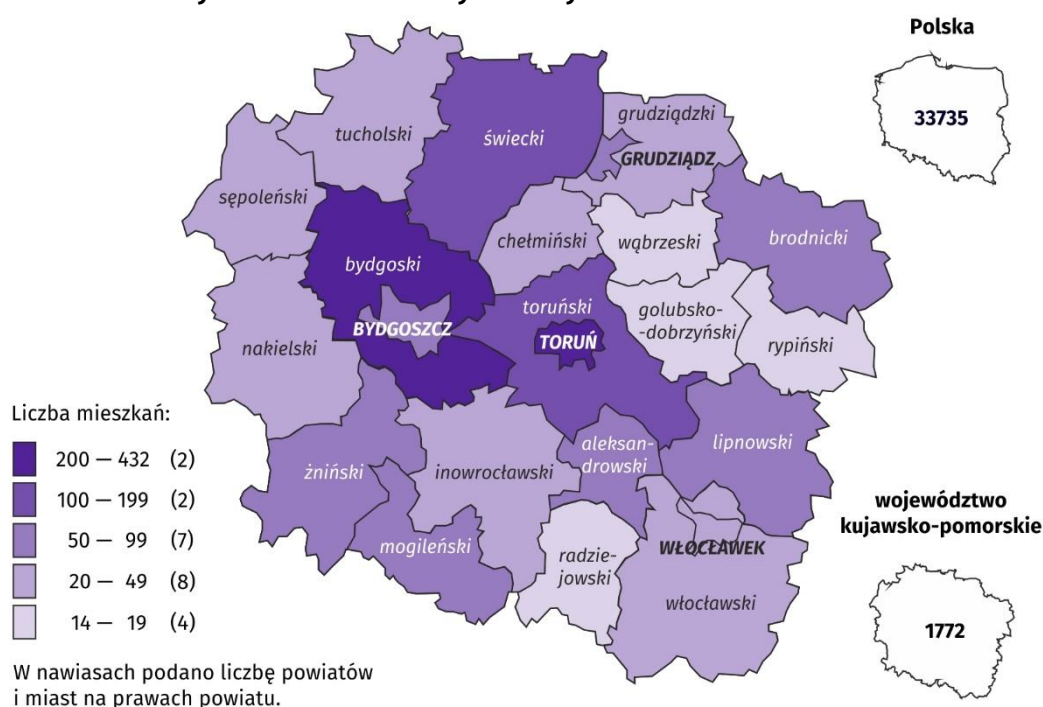 Polska
33735
tucholski
świecki
grudziądzki
GRUDZIĄDZ
sępoleński
chełmiński
wąbrzeski
brodnicki
bydgoski
toruński
golubsko-
-dobrzyński
BYDGOSZCZ
TORUŃ
nakielski
rypiński
Liczba mieszkań:
200 — 432 (2)
100 — 199 (2)
50 — 99 (7)
20 — 49 (8)
14 — 19 (4)
żniński
inowrocławski
aleksan-
drowski
lipnowski
mogileński
radzie-
jowski
WŁOCŁAWEK
włocławski
województwo
kujawsko-pomorskie
1772
W nawiasach podano liczbę powiatów
i miast na prawach powiatu.